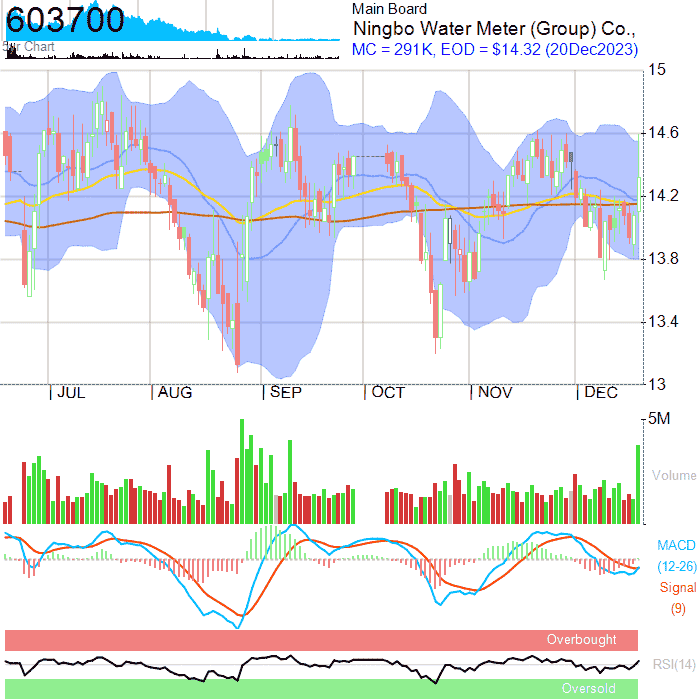 603700
5yr Chart
Main Board
Ningbo Water Meter (Group) Co.,
MC = 291K, EOD = $14.32 (20Dec2023)
15
14.6
14.2
13.8
13.4
13
JUL AUG SEP OCT NOV DEC
5M
Volume
MACD
(12-26)
Signal
(9)
Overbought
RSI(14)
Oversold